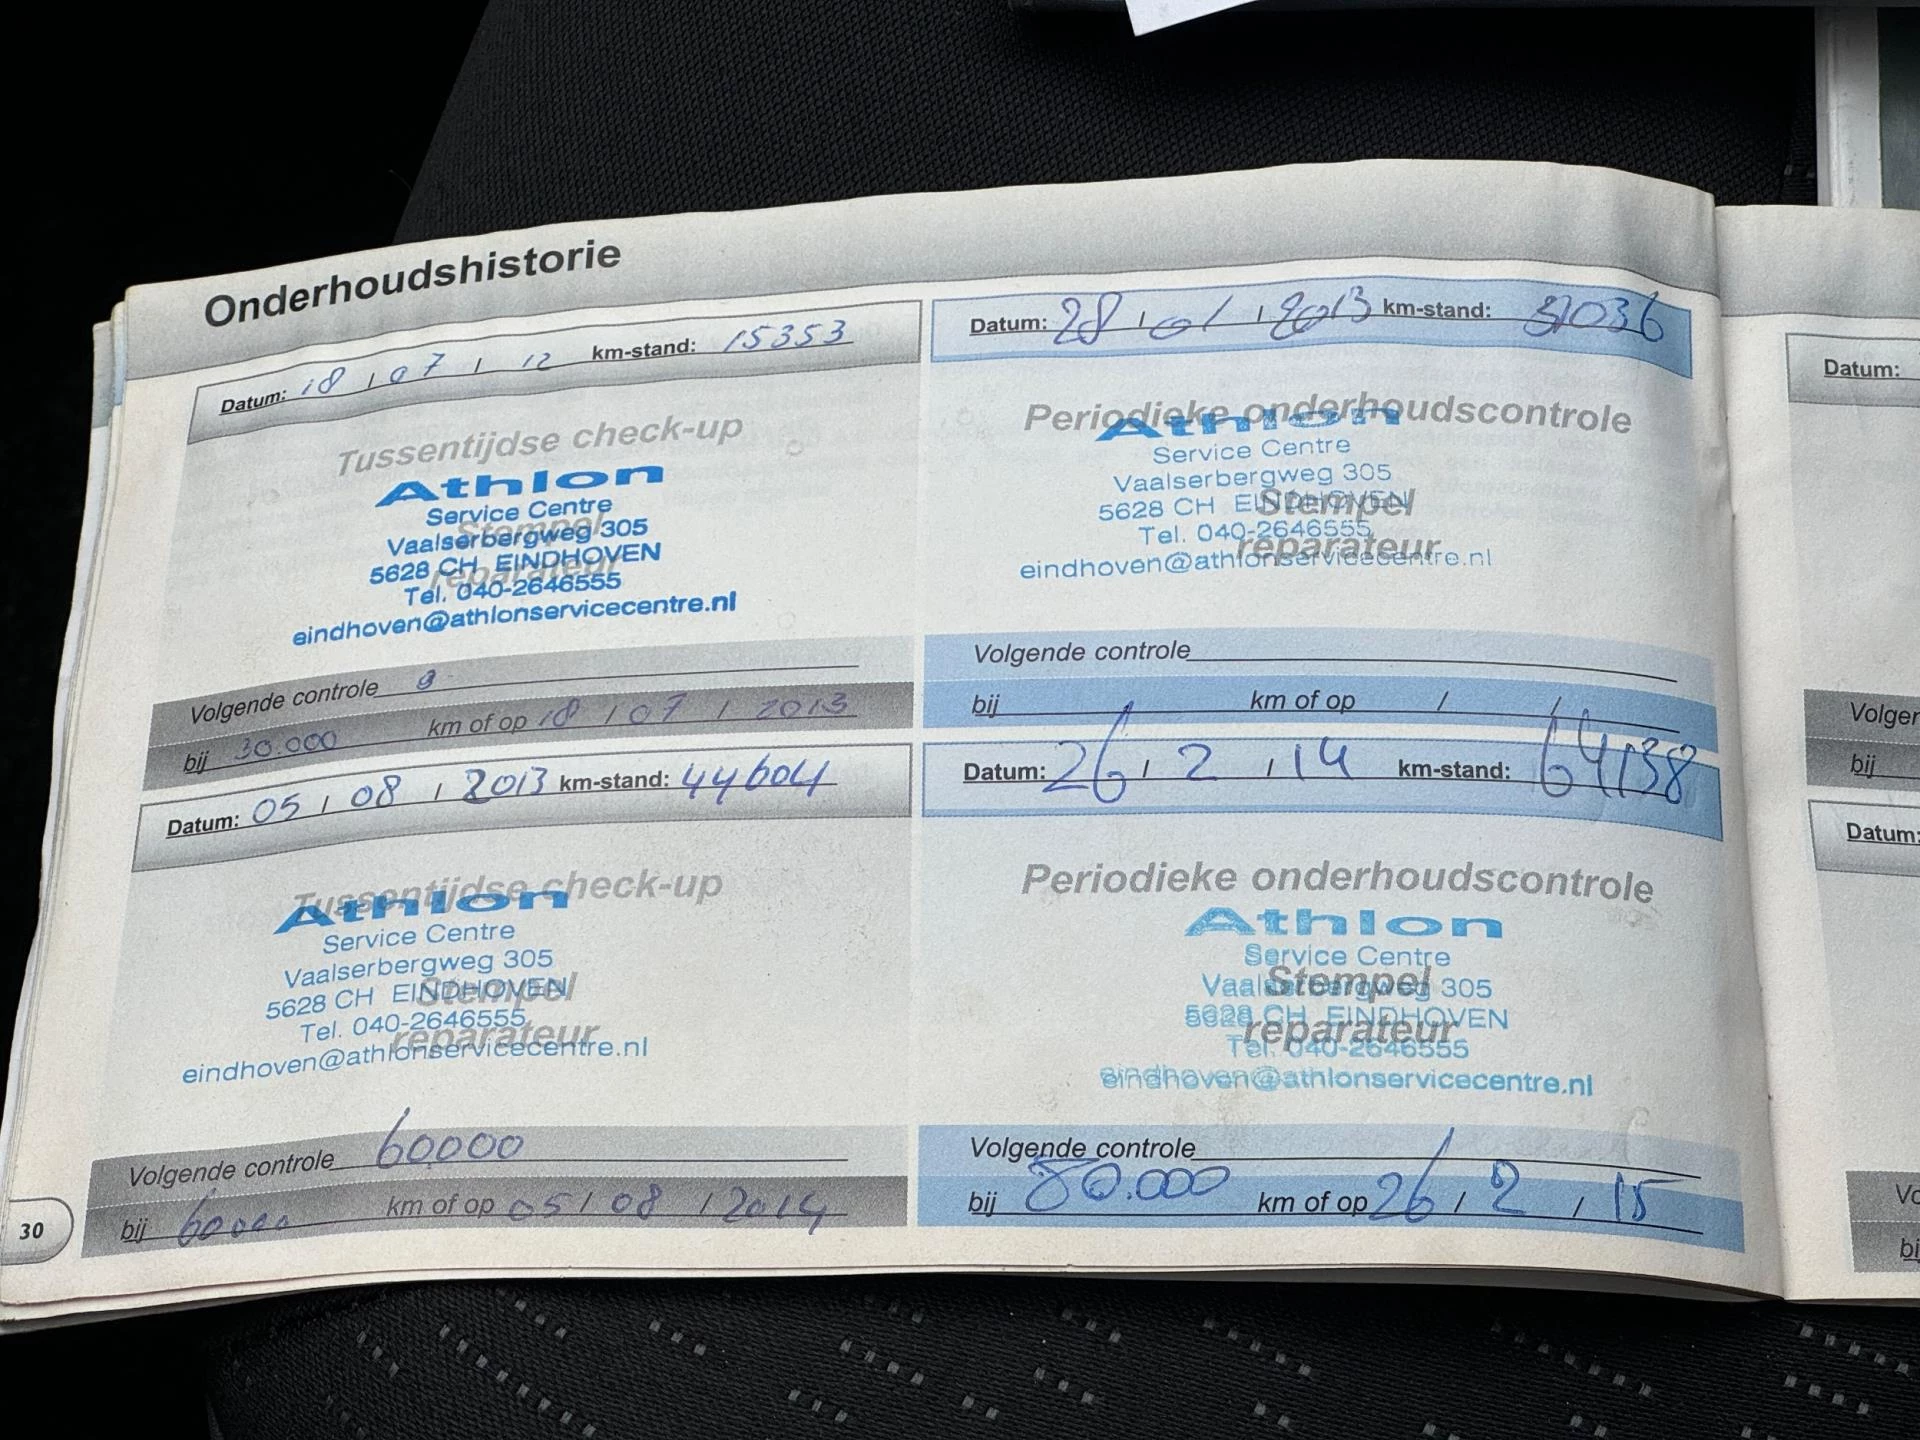 Onderhoudshistorie
Datum: 18 / 07 / 12 km-stand: 15353
Tussentijdse check-up
Stempel
reparateur
Athlon
Service Centre
Vaalserbergweg 305
5628 CH EINDHOVEN
Tel. 040-2646555
eindhoven@athlonservicecentre.nl
Volgende controle
bij 30.000 km of op 18 / 07 / 2013
Datum: 28 / 01 / 2013 km-stand: 31036
Periodieke onderhoudscontrole
Stempel
reparateur
Athlon
Service Centre
Vaalserbergweg 305
5628 CH EINDHOVEN
Tel. 040-2646555
eindhoven@athlonservicecentre.nl
Volgende controle
bij km of op / /
Datum: 05 / 08 / 2013 km-stand: 44604
Tussentijdse check-up
Stempel
reparateur
Athlon
Service Centre
Vaalserbergweg 305
5628 CH EINDHOVEN
Tel. 040-2646555
eindhoven@athlonservicecentre.nl
Volgende controle 60000
bij 60000 km of op 05 / 08 / 2014
Datum: 26 / 2 / 14 km-stand: 64138
Periodieke onderhoudscontrole
Stempel
reparateur
Athlon
Service Centre
Vaalserbergweg 305
5628 CH EINDHOVEN
Tel. 040-2646555
eindhoven@athlonservicecentre.nl
Volgende controle
bij 80.000 km of op 26 / 2 / 15
30
Datum:
bij
Datum: